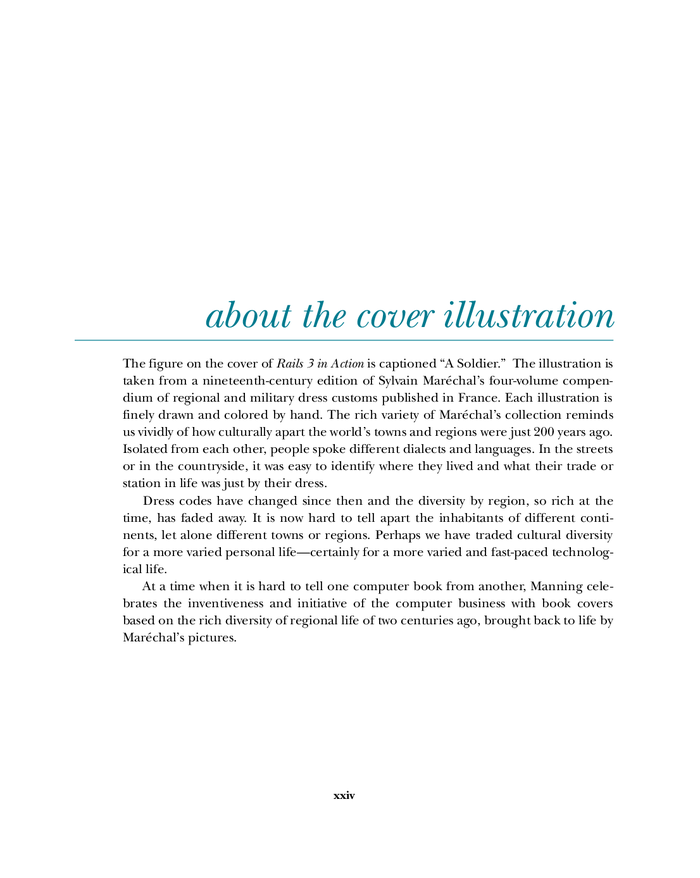 about the cover illustration
The figure on the cover of Rails 3 in Action is captioned “A Soldier.” The illustration is
taken from a nineteenth-century edition of Sylvain Maréchal’s four-volume compen-
dium of regional and military dress customs published in France. Each illustration is
finely drawn and colored by hand. The rich variety of Maréchal’s collection reminds
us vividly of how culturally apart the world’s towns and regions were just 200 years ago.
Isolated from each other, people spoke different dialects and languages. In the streets
or in the countryside, it was easy to identify where they lived and what their trade or
station in life was just by their dress.
Dress codes have changed since then and the diversity by region, so rich at the
time, has faded away. It is now hard to tell apart the inhabitants of different conti-
nents, let alone different towns or regions. Perhaps we have traded cultural diversity
for a more varied personal life—certainly for a more varied and fast-paced technolog-
ical life.
At a time when it is hard to tell one computer book from another, Manning cele-
brates the inventiveness and initiative of the computer business with book covers
based on the rich diversity of regional life of two centuries ago, brought back to life by
Maréchal’s pictures.
xxiv